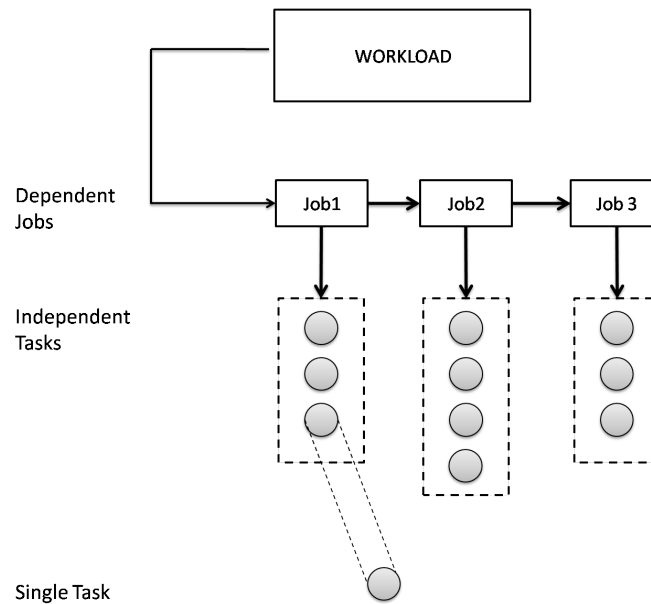 WORKLOAD
Dependent
Jobs
Job1
Job2
Job 3
Independent
Tasks
Single Task